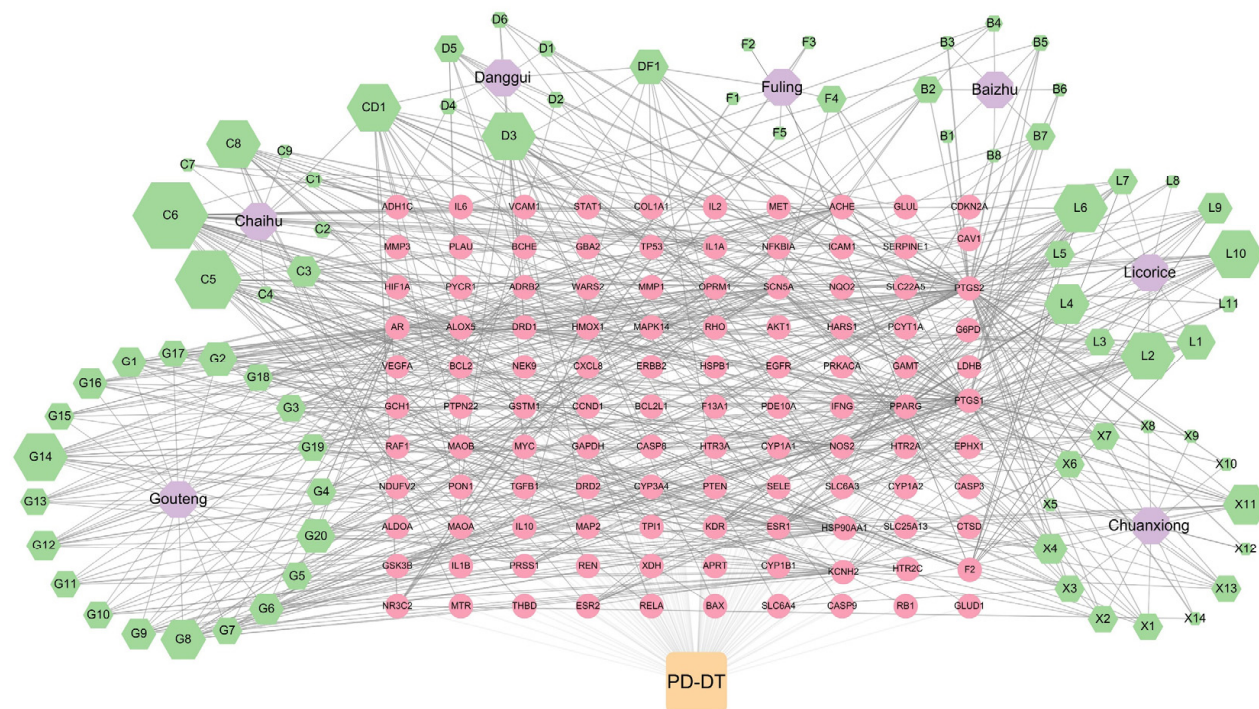 D6
B4
D5
D1
F2
F3
B3
B5
Danggui
DF1
Fuling
Baizhu
CD1
D4
D2
F1
F4
B2
B6
D3
F5
B1
B7
C8
C9
B8
C7
C1
L7
L8
C6
Chaihu
C2
L6
L9
C5
C3
C4
L5
L10
Licorice
L4
L11
L3
L2
L1
ADH1C IL6 VCAM1 STAT1 COL1A1 IL2 MET ACHE GLUL CDKN2A
MMP3 PLAU BCHE GBA2 TP53 IL1A NFKBIA ICAM1 SERPINE1 CAV1
HIF1A PYCR1 ADRB2 WARS2 MMP1 OPRM1 SCN5A NQO2 SLC22A5 PTGS2
AR ALOX5 DRD1 HMOX1 MAPK14 RHO AKT1 HARS1 PCYT1A G6PD
VEGFA BCL2 NEK9 CXCL8 ERBB2 HSPB1 EGFR PRKACA GAMT LDHB
GCH1 PTPN22 GSTM1 CCND1 BCL2L1 F13A1 PDE10A IFNG PPARG PTGS1
RAF1 MAOB MYC GAPDH CASP8 HTR3A CYP1A1 NOS2 HTR2A EPHX1
NDUFV2 PON1 TGFB1 DRD2 CYP3A4 PTEN SELE SLC6A3 CYP1A2 CASP3
ALDOA MAOA IL10 MAP2 TPI1 KDR ESR1 HSP90AA1 SLC25A13 CTSD
GSK3B IL1B PRSS1 REN XDH APRT CYP1B1 KCNH2 HTR2C F2
NR3C2 MTR THBD ESR2 RELA BAX SLC6A4 CASP9 RB1 GLUD1
G1
G17
G2
G16
G18
G15
G3
G14
G19
G13
Gouteng
G4
G12
G20
G11
G5
G10
G6
G9
G8
G7
X8
X9
X7
X6
X10
X5
X11
Chuanxiong
X4
X12
X3
X13
X2
X1
X14
PD-DT